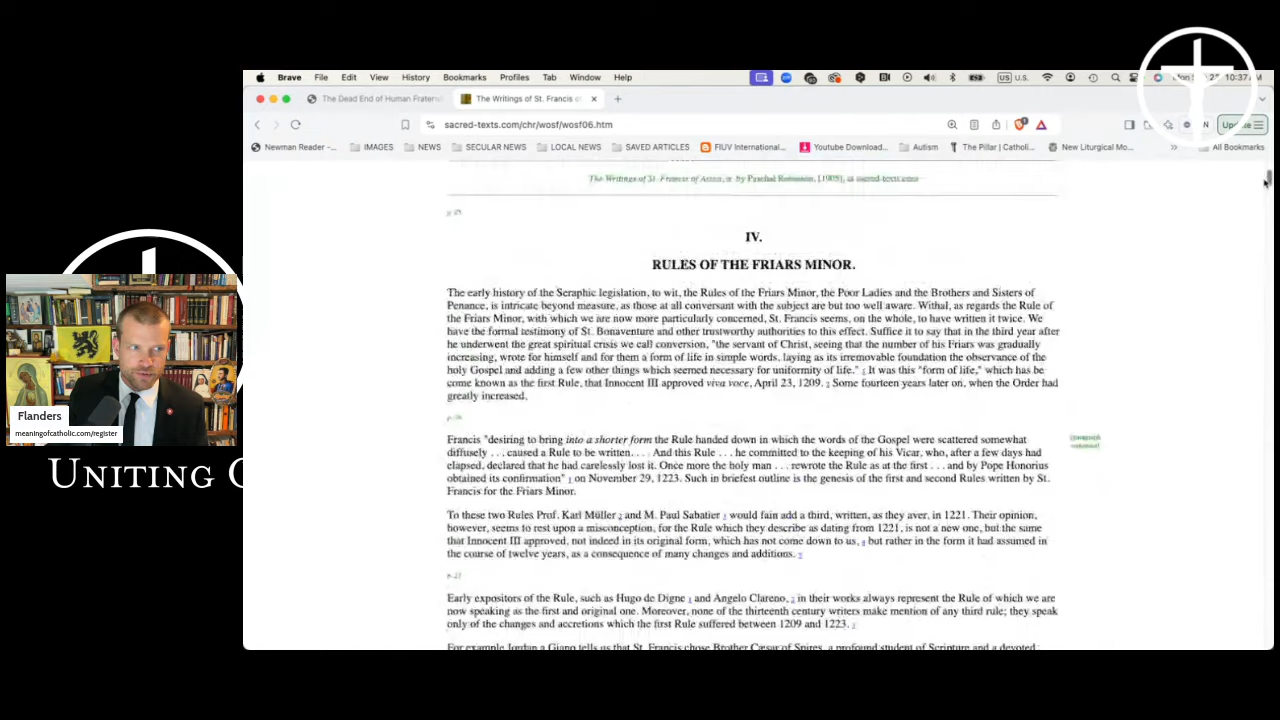 Brave File Edit View History Bookmarks Profiles Tab Window Help
U.S.
10:37
The Dead End of Human Fratern
The Writings of St. Francis of
sacred-texts.com/chr/wosf/wosf06.htm
Update
Newman Reader -... IMAGES NEWS SECULAR NEWS LOCAL NEWS SAVED ARTICLES FIUV International... Youtube Download... Autism The Pillar | Catholi... New Liturgical Mo... All Bookmarks
The Writings of St. Francis of Assisi, by Paschal Robinson, [1905], at sacred-texts.com
IV.
RULES OF THE FRIARS MINOR.
The early history of the Seraphic legislation, to wit, the Rules of the Friars Minor, the Poor Ladies and the Brothers and Sisters of
Penance, is intricate beyond measure, as those at all conversant with the subject are but too well aware. Withal, as regards the Rule of
the Friars Minor, with which we are now more particularly concerned, St. Francis seems, on the whole, to have written it twice. We
have the formal testimony of St. Bonaventure and other trustworthy authorities to this effect. Suffice it to say that in the third year after
he underwent the great spiritual crisis we call conversion, "the servant of Christ, seeing that the number of his Friars was gradually
increasing, wrote for himself and for them a form of life in simple words, laying as its irremovable foundation the observance of the
holy Gospel and adding a few other things which seemed necessary for uniformity of life." It was this "form of life," which has be
come known as the first Rule, that Innocent III approved viva voce, April 23, 1209. Some fourteen years later on, when the Order had
greatly increased,
Francis "desiring to bring into a shorter form the Rule handed down in which the words of the Gospel were scattered somewhat
diffusely . . . caused a Rule to be written. . . . And this Rule . . . he committed to the keeping of his Vicar, who, after a few days had
elapsed, declared that he had carelessly lost it. Once more the holy man . . . rewrote the Rule as at the first . . . and by Pope Honorius
obtained its confirmation" on November 29, 1223. Such in briefest outline is the genesis of the first and second Rules written by St.
Francis for the Friars Minor.
To these two Rules Prof. Karl Müller and M. Paul Sabatier would fain add a third, written, as they aver, in 1221. Their opinion,
however, seems to rest upon a misconception, for the Rule which they describe as dating from 1221, is not a new one, but the same
that Innocent III approved, not indeed in its original form, which has not come down to us, but rather in the form it had assumed in
the course of twelve years, as a consequence of many changes and additions.
Early expositors of the Rule, such as Hugo de Digne and Angelo Clareno, in their works always represent the Rule of which we are
now speaking as the first and original one. Moreover, none of the thirteenth century writers make mention of any third rule; they speak
only of the changes and accretions which the first Rule suffered between 1209 and 1223.
For example Jordan a Giano tells us that St. Francis chose Brother Cæsar of Spires, a profound student of Scripture and a devoted
Flanders
meaningofcatholic.com/register
UNITING